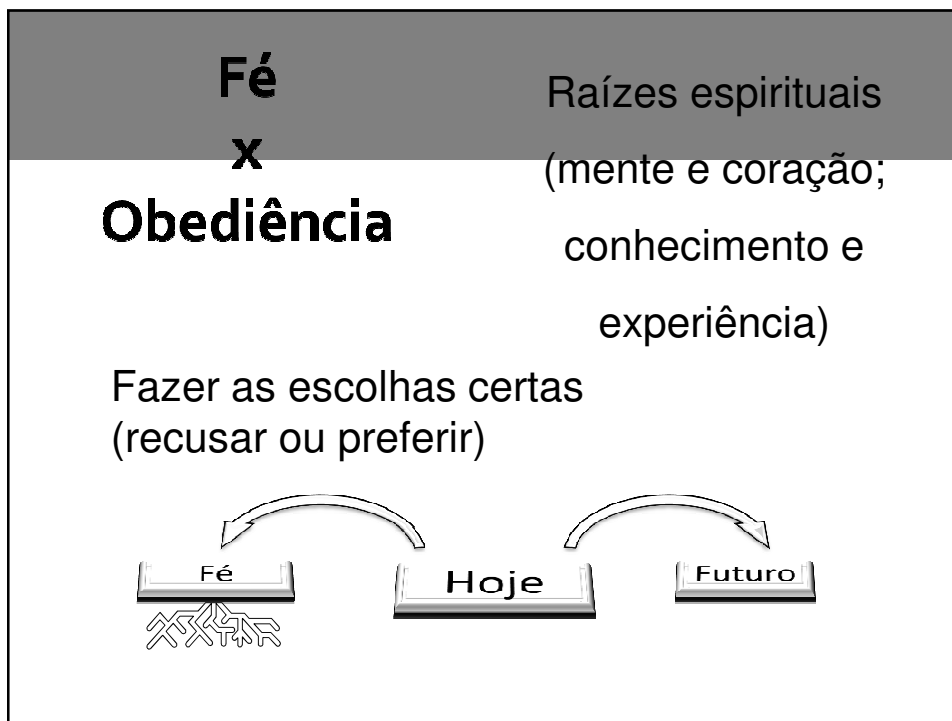 Fé
x
Obediência
Raízes espirituais
(mente e coração;
conhecimento e
experiência)
Fazer as escolhas certas
(recusar ou preferir)
Fé
Hoje
Futuro